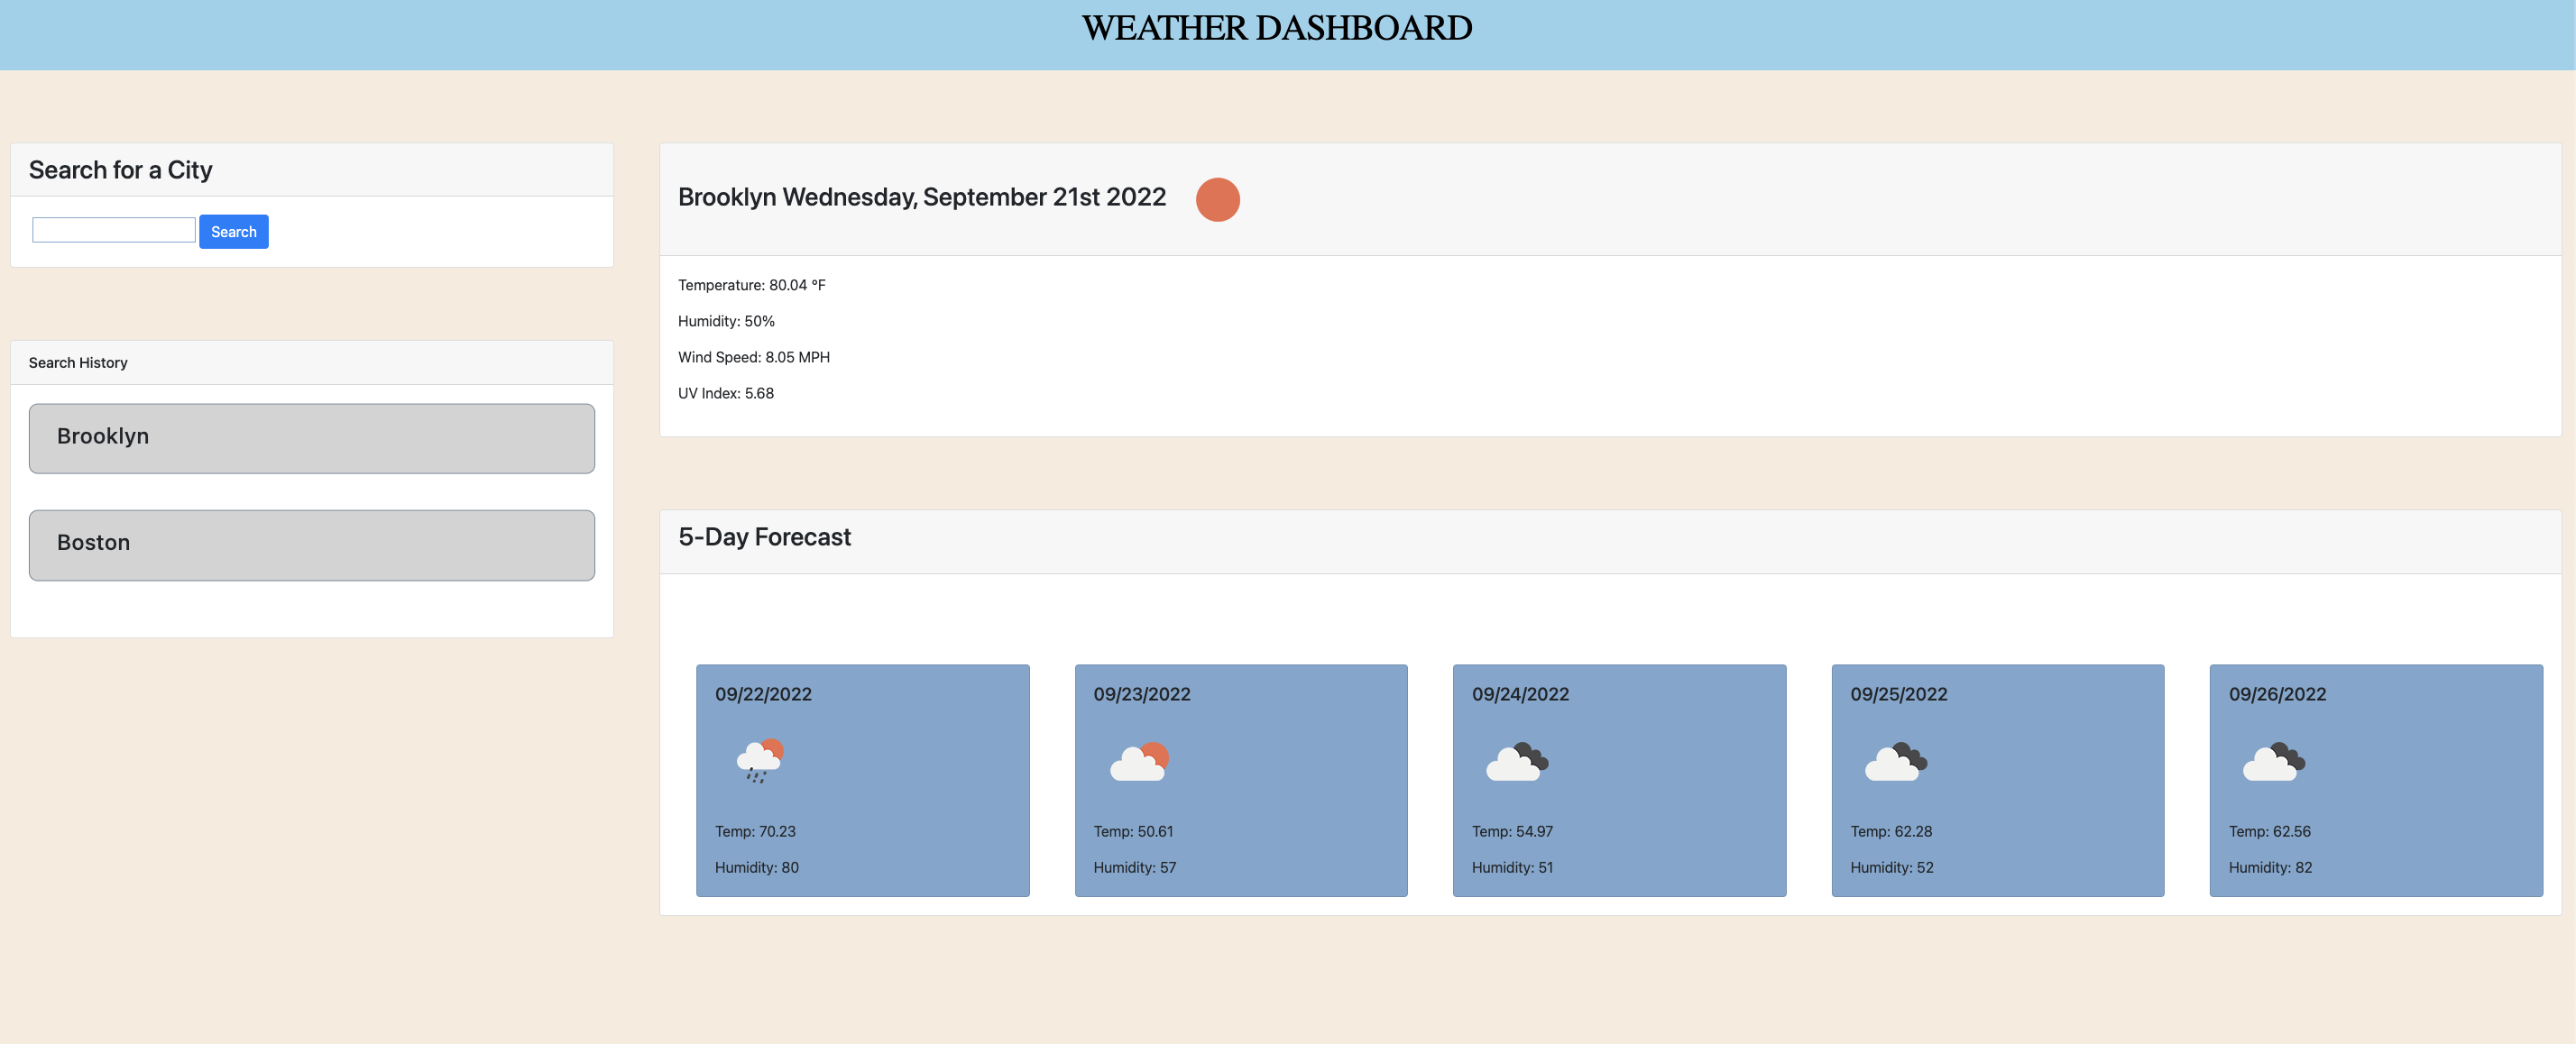 WEATHER DASHBOARD
Search for a City
Search
Search History
Brooklyn
Boston
Brooklyn Wednesday, September 21st 2022
Temperature: 80.04 °F
Humidity: 50%
Wind Speed: 8.05 MPH
UV Index: 5.68
5-Day Forecast
09/22/2022
Temp: 70.23
Humidity: 80
09/23/2022
Temp: 50.61
Humidity: 57
09/24/2022
Temp: 54.97
Humidity: 51
09/25/2022
Temp: 62.28
Humidity: 52
09/26/2022
Temp: 62.56
Humidity: 82